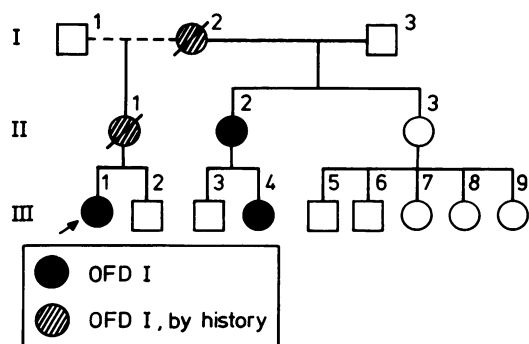 I 1 2 3
II 1 2 3
III 1 2 3 4 5 6 7 8 9
OFD I
OFD I, by history